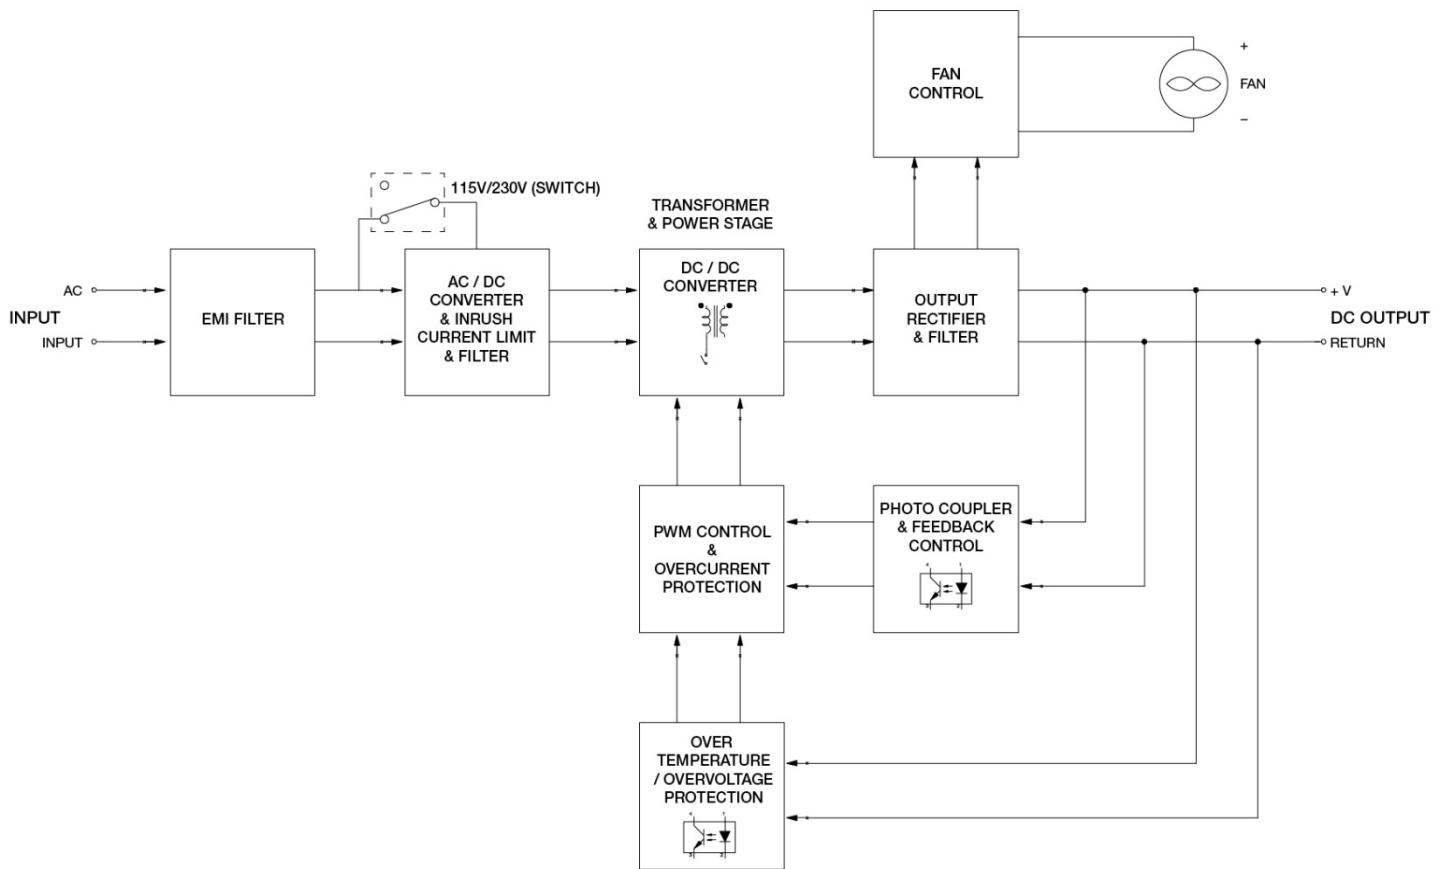 FAN
CONTROL
+
FAN
−
115V/230V (SWITCH)
TRANSFORMER
& POWER STAGE
AC
INPUT
INPUT
EMI FILTER
AC / DC
CONVERTER
& INRUSH
CURRENT LIMIT
& FILTER
DC / DC
CONVERTER
OUTPUT
RECTIFIER
& FILTER
+ V
DC OUTPUT
RETURN
PWM CONTROL
&
OVERCURRENT
PROTECTION
PHOTO COUPLER
& FEEDBACK
CONTROL
OVER
TEMPERATURE
/ OVERVOLTAGE
PROTECTION